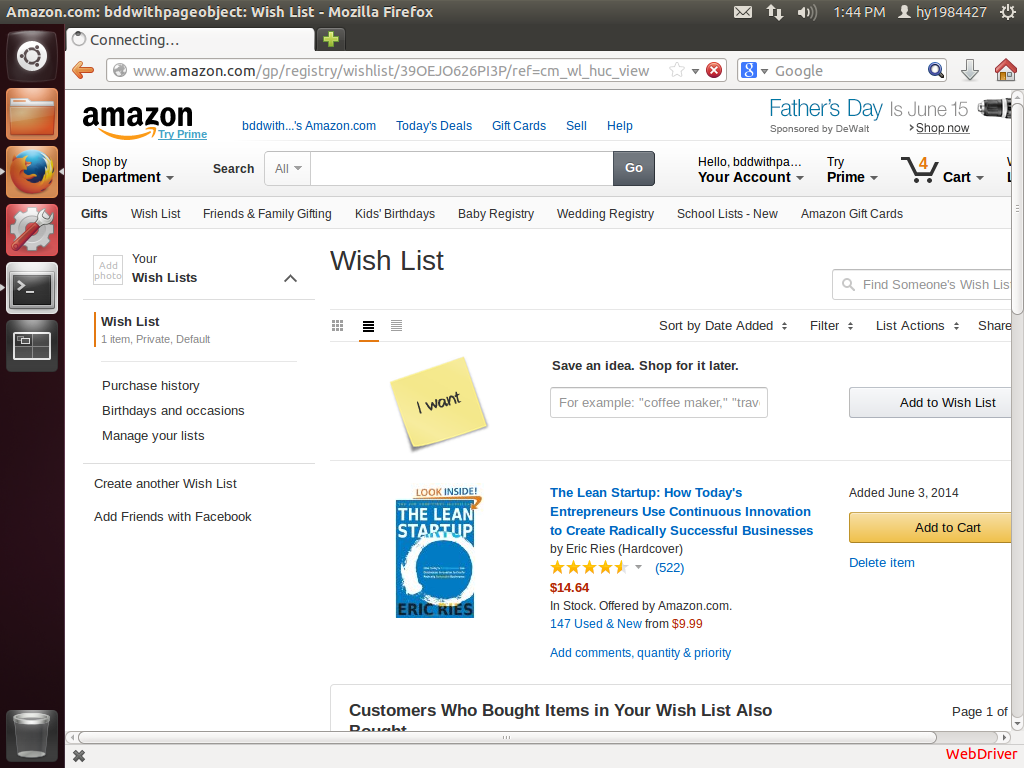 Amazon.com: bddwithpageobject: Wish List - Mozilla Firefox
1:44 PM
hy1984427
Connecting…
www.amazon.com/gp/registry/wishlist/39OEJO626PI3P/ref=cm_wl_huc_view
Google
amazon
Try Prime
bddwith...'s Amazon.com
Today's Deals
Gift Cards
Sell
Help
Father's Day Is June 15
Sponsored by DeWalt
Shop now
Shop by
Department
Search
All
Go
Hello, bddwithpa...
Your Account
Try
Prime
4
Cart
Gifts
Wish List
Friends & Family Gifting
Kids' Birthdays
Baby Registry
Wedding Registry
School Lists - New
Amazon Gift Cards
Add photo
Your
Wish Lists
Wish List
1 item, Private, Default
Purchase history
Birthdays and occasions
Manage your lists
Create another Wish List
Add Friends with Facebook
Wish List
Find Someone's Wish Lis
Sort by Date Added
Filter
List Actions
Share
I want
Save an idea. Shop for it later.
For example: "coffee maker," "trav
Add to Wish List
LOOK INSIDE!
THE LEAN
STARTUP
ERIC RIES
The Lean Startup: How Today's
Entrepreneurs Use Continuous Innovation
to Create Radically Successful Businesses
by Eric Ries (Hardcover)
(522)
$14.64
In Stock. Offered by Amazon.com.
147 Used & New from $9.99
Add comments, quantity & priority
Added June 3, 2014
Add to Cart
Delete item
Customers Who Bought Items in Your Wish List Also
Bought
Page 1 of
WebDriver